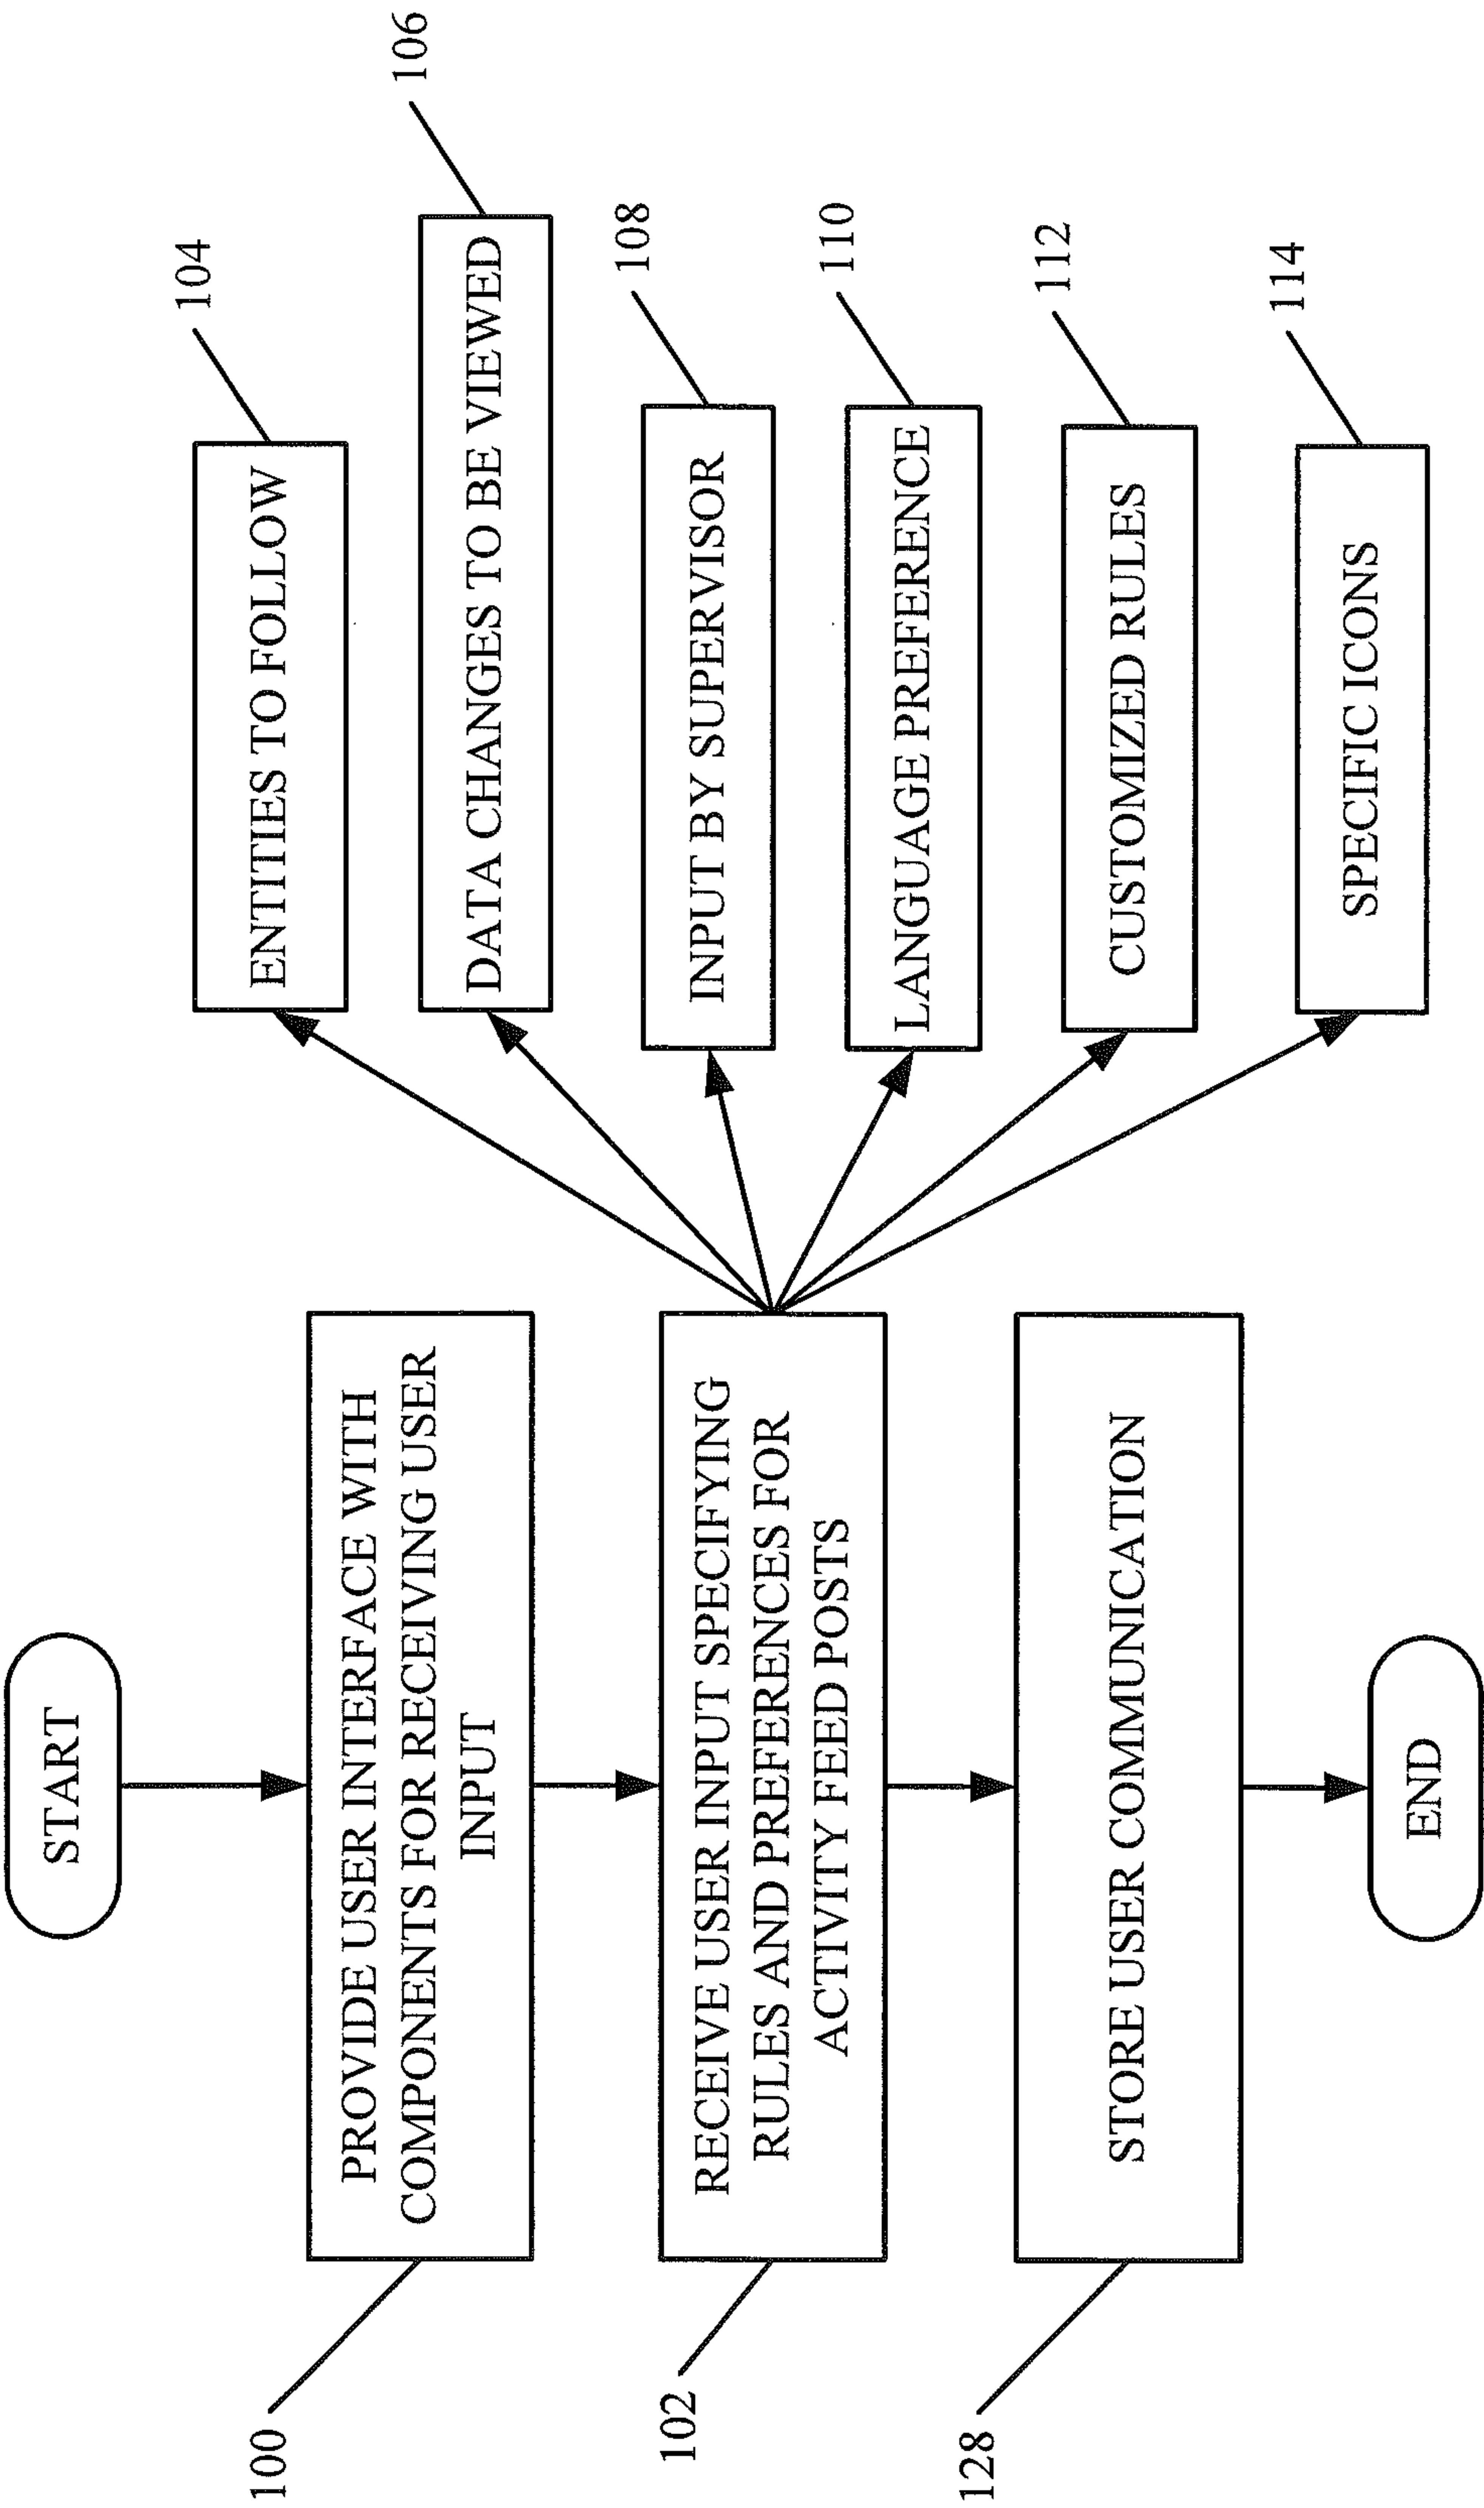 START
100
PROVIDE USER INTERFACE WITH
COMPONENTS FOR RECEIVING USER
INPUT
102
RECEIVE USER INPUT SPECIFYING
RULES AND PREFERENCES FOR
ACTIVITY FEED POSTS
ENTITIES TO FOLLOW
104
DATA CHANGES TO BE VIEWED
106
INPUT BY SUPERVISOR
108
LANGUAGE PREFERENCE
110
CUSTOMIZED RULES
112
SPECIFIC ICONS
114
128
STORE USER COMMUNICATION
END